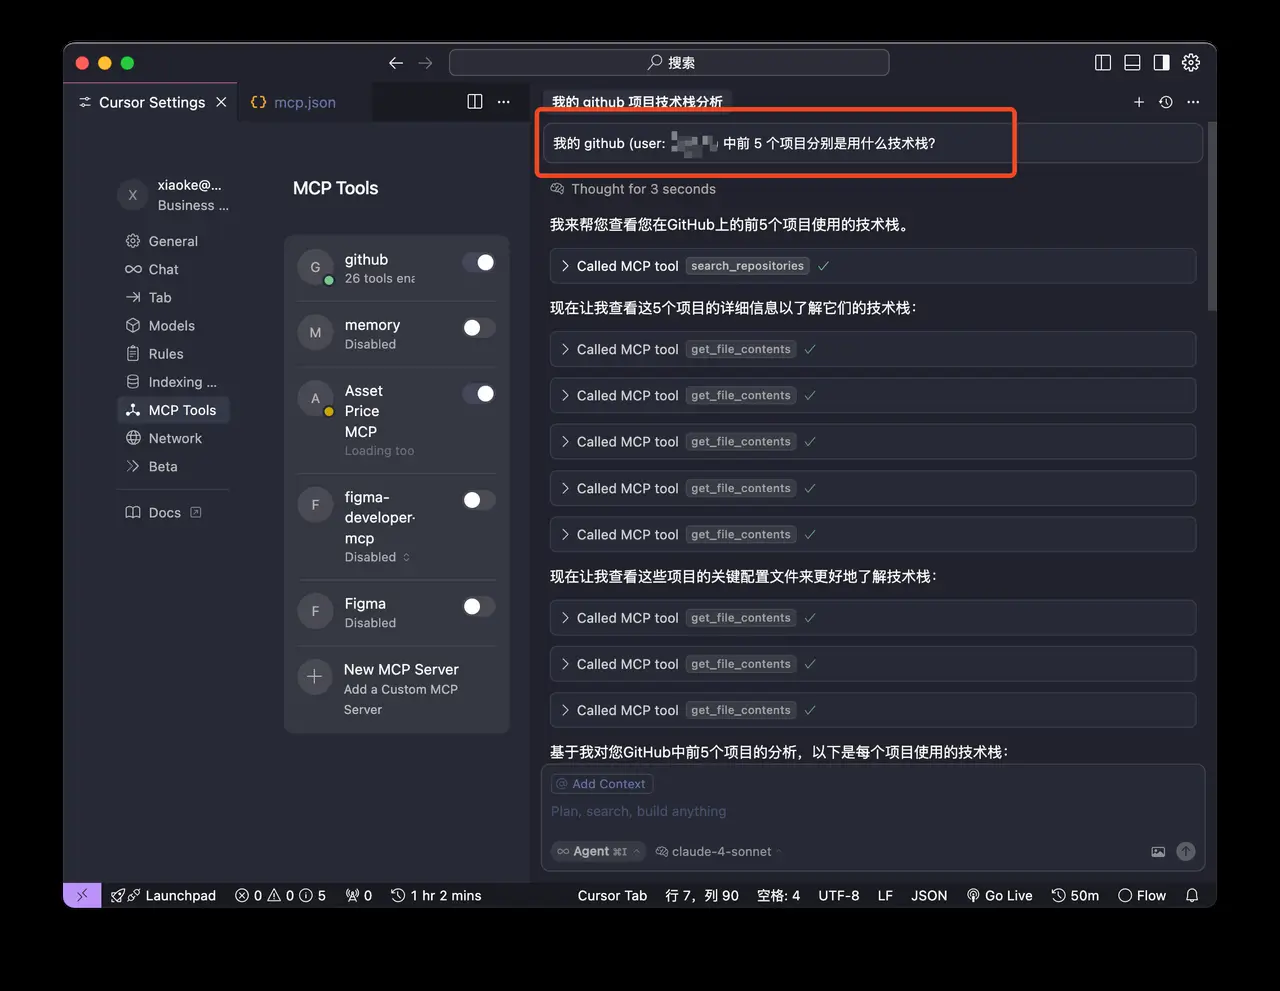 搜索
Cursor Settings
mcp.json
xiaoke@...
Business ...
General
Chat
Tab
Models
Rules
Indexing ...
MCP Tools
Network
Beta
Docs
MCP Tools
G
github
26 tools ena
M
memory
Disabled
A
Asset
Price
MCP
Loading too
F
figma-
developer-
mcp
Disabled
F
Figma
Disabled
New MCP Server
Add a Custom MCP
Server
X
我的 github 项目技术栈分析
我的 github (user: 中前 5 个项目分别是用什么技术栈?
Thought for 3 seconds
我来帮您查看您在GitHub上的前5个项目使用的技术栈。
Called MCP tool search_repositories
现在让我查看这5个项目的详细信息以了解它们的技术栈：
Called MCP tool get_file_contents
Called MCP tool get_file_contents
Called MCP tool get_file_contents
Called MCP tool get_file_contents
Called MCP tool get_file_contents
现在让我查看这些项目的关键配置文件来更好地了解技术栈：
Called MCP tool get_file_contents
Called MCP tool get_file_contents
Called MCP tool get_file_contents
基于我对您GitHub中前5个项目的分析，以下是每个项目使用的技术栈：
@ Add Context
Plan, search, build anything
Agent ⌘I claude-4-sonnet
Launchpad 0 0 5 0 1 hr 2 mins Cursor Tab 行 7，列 90 空格: 4 UTF-8 LF JSON Go Live 50m Flow